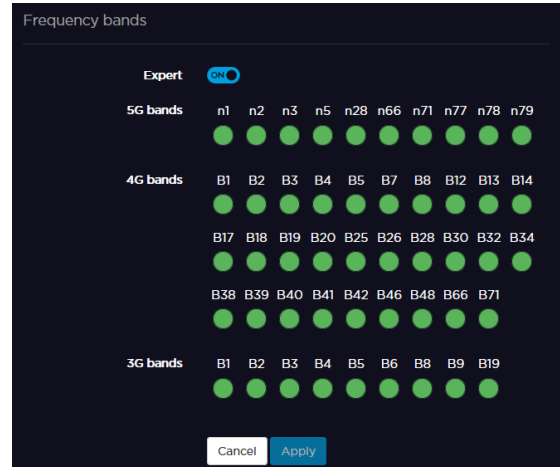 Frequency bands
Expert ON
5G bands n1 n2 n3 n5 n28 n66 n71 n77 n78 n79
4G bands B1 B2 B3 B4 B5 B7 B8 B12 B13 B14
B17 B18 B19 B20 B25 B26 B28 B30 B32 B34
B38 B39 B40 B41 B42 B46 B48 B66 B71
3G bands B1 B2 B3 B4 B5 B6 B8 B9 B19
Cancel Apply